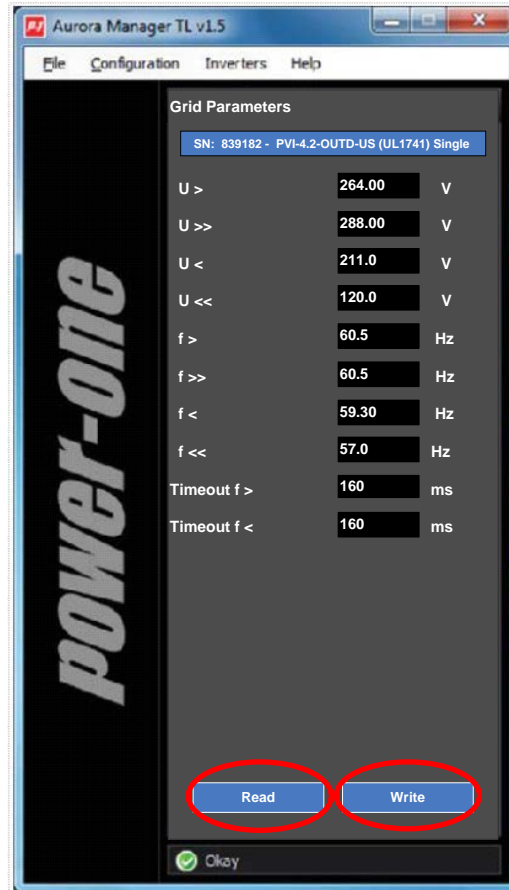 Aurora Manager TL v1.5
File Configuration Inverters Help
Grid Parameters
SN: 839182 - PVI-4.2-OUTD-US (UL1741) Single
U > 264.00 V
U >> 288.00 V
U < 211.0 V
U << 120.0 V
f > 60.5 Hz
f >> 60.5 Hz
f < 59.30 Hz
f << 57.0 Hz
Timeout f > 160 ms
Timeout f < 160 ms
power-one
Read Write
Okay